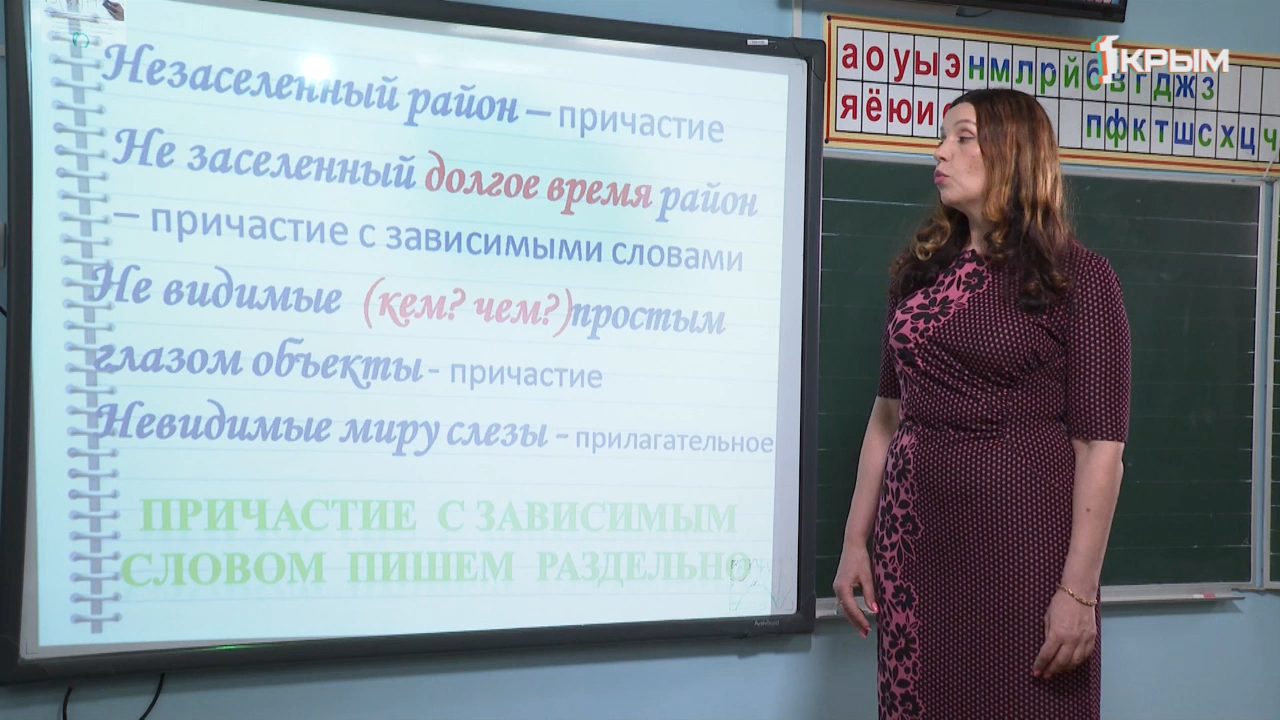 Незаселенный район – причастие
Не заселенный долгое время район
– причастие с зависимыми словами
Не видимые (кем? чем?)простым
глазом объекты - причастие
Невидимые миру слезы - прилагательное
ПРИЧАСТИЕ С ЗАВИСИМЫМ
СЛОВОМ ПИШЕМ РАЗДЕЛЬНО
1КРЫМ
а о у ы э н м л р й б в г д ж з
я ё ю и п ф к т ш с х ц ч